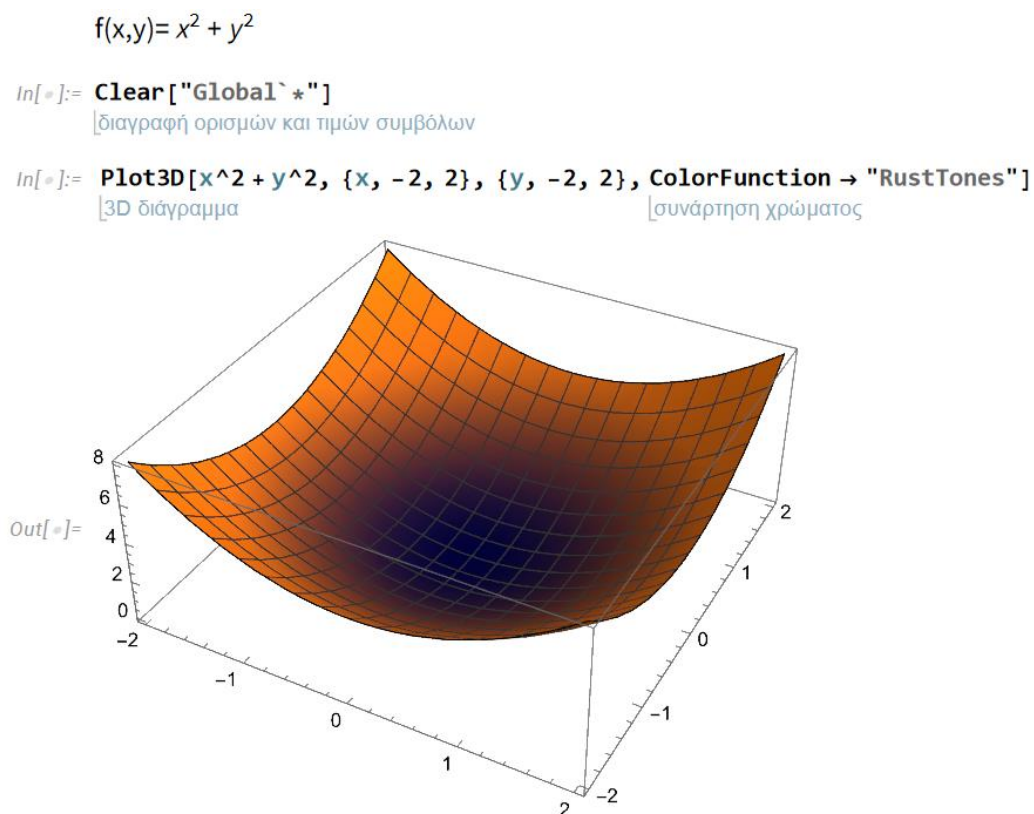 f(x,y)= x² + y²
In[◦]:= Clear["Global`*"]
διαγραφή ορισμών και τιμών συμβόλων
In[◦]:= Plot3D[x^2 + y^2, {x, -2, 2}, {y, -2, 2}, ColorFunction → "RustTones"]
3D διάγραμμα συνάρτηση χρώματος
Out[◦]=
8
6
4
2
0
-2
-1
0
1
2
-2
-1
0
1
2